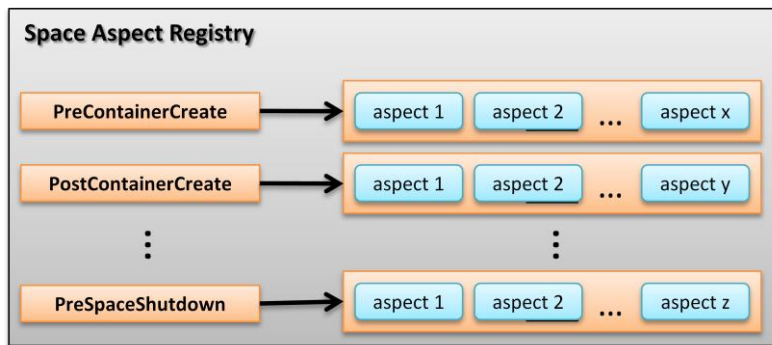 Space Aspect Registry
PreContainerCreate aspect 1 aspect 2 ... aspect x
PostContainerCreate aspect 1 aspect 2 ... aspect y
PreSpaceShutdown aspect 1 aspect 2 ... aspect z